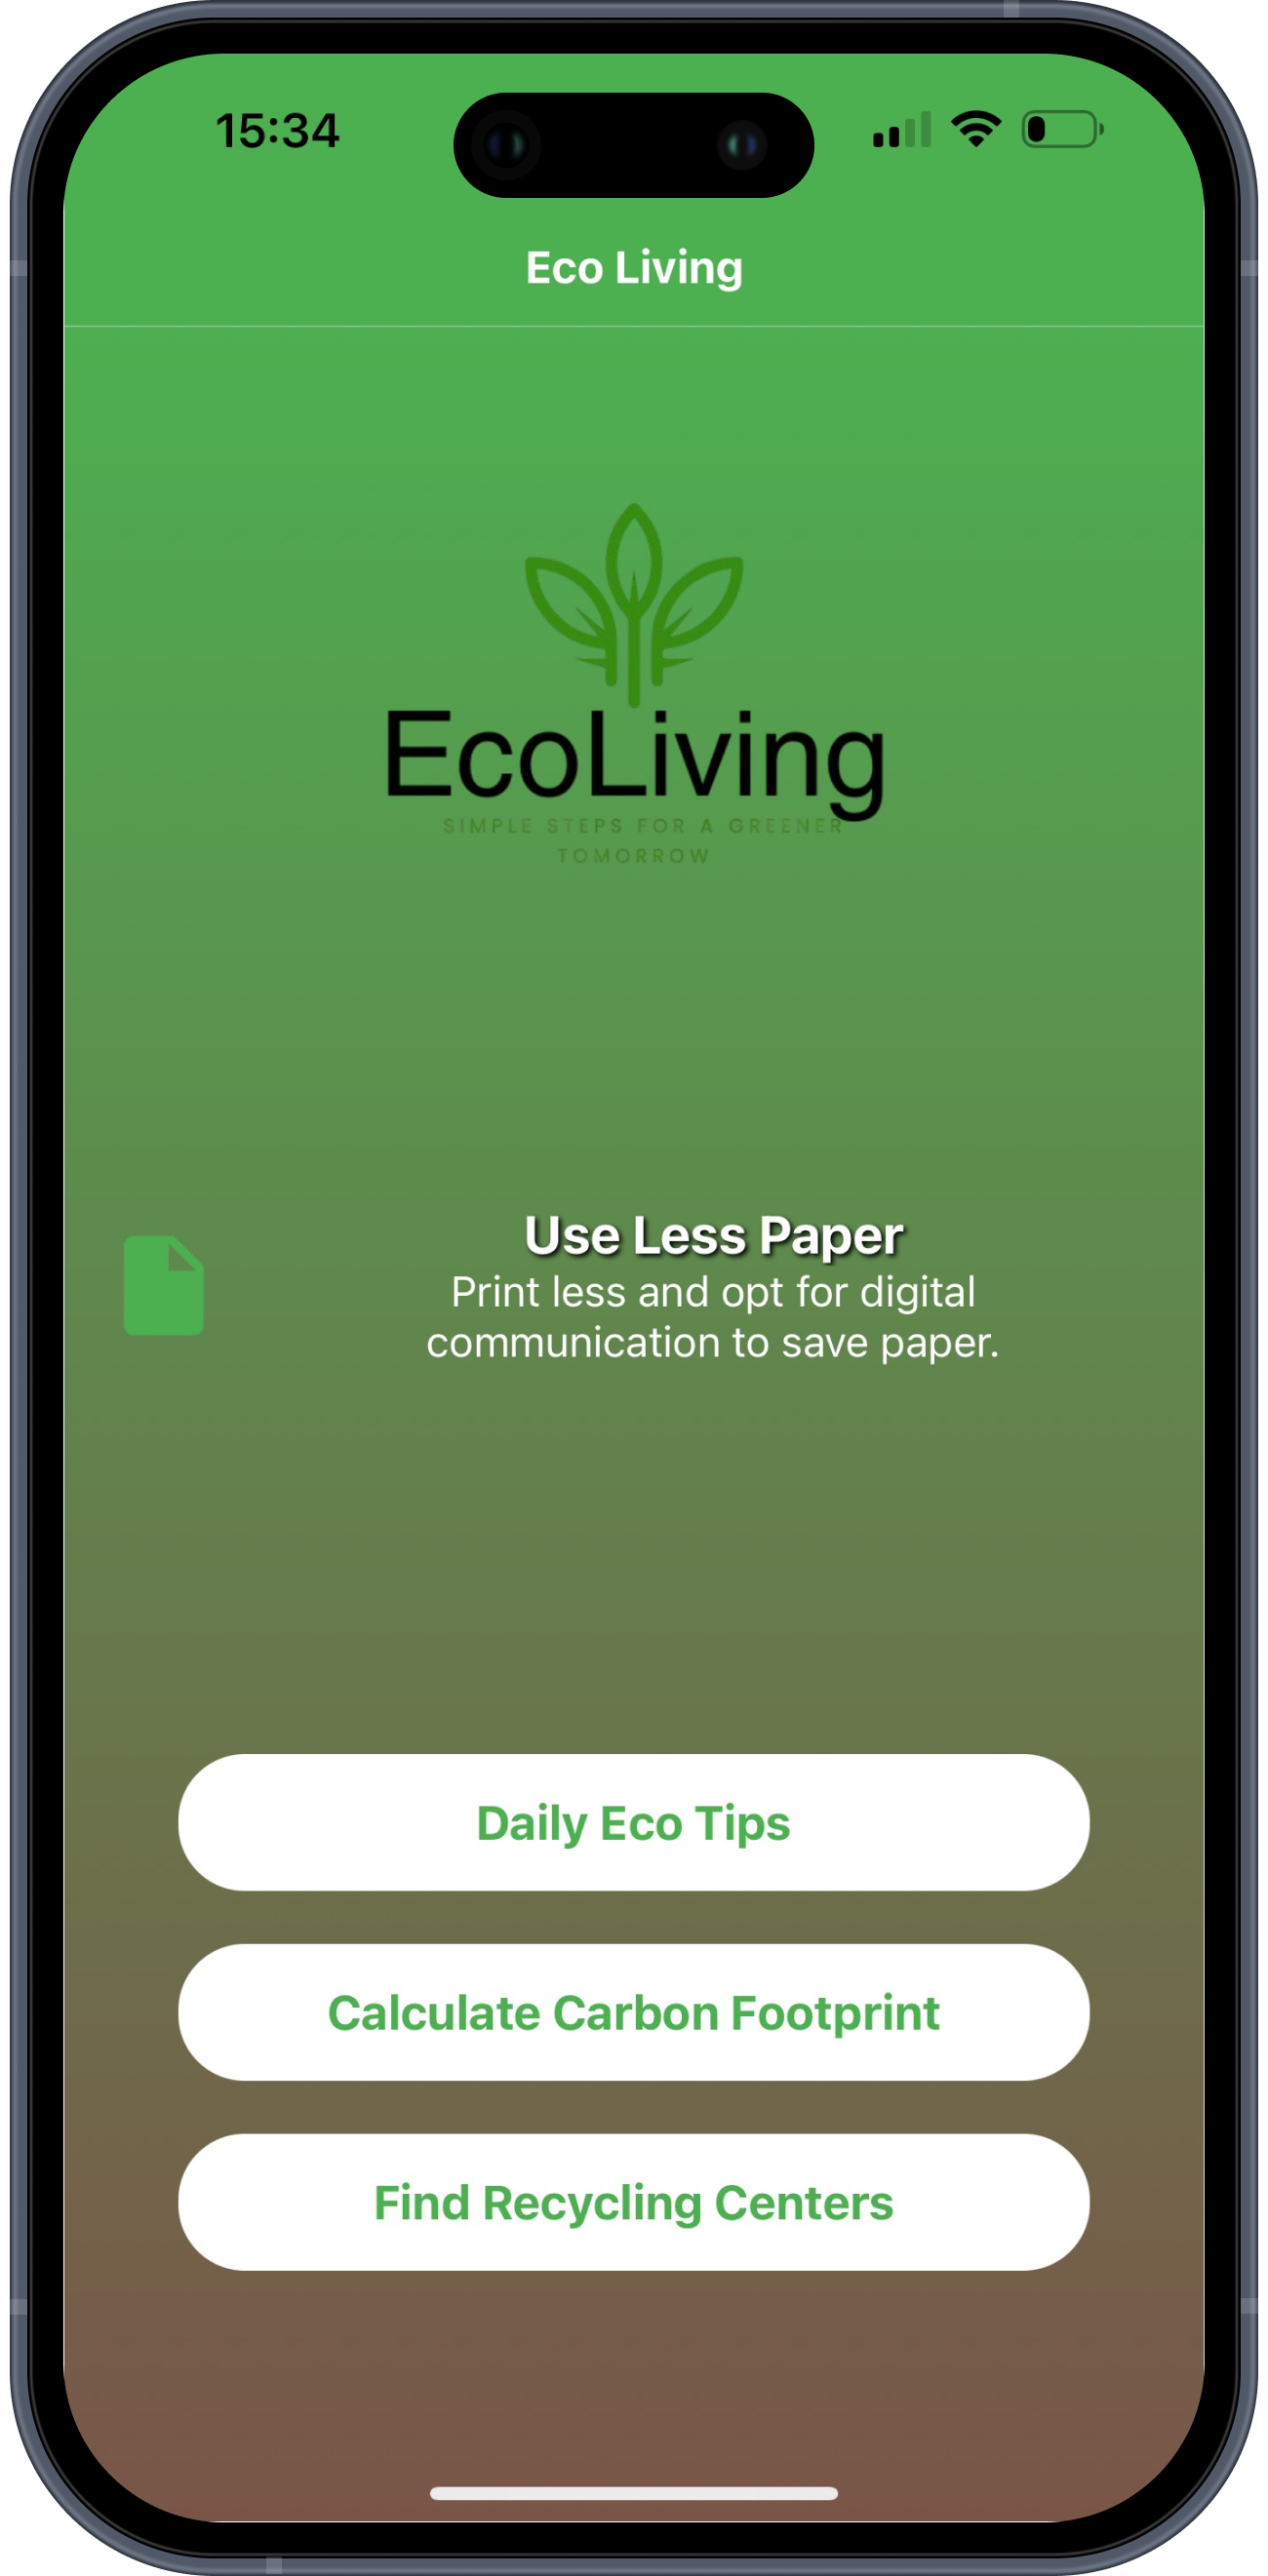 15:34
Eco Living
EcoLiving
SIMPLE STEPS FOR A GREENER
TOMORROW
Use Less Paper
Print less and opt for digital
communication to save paper.
Daily Eco Tips
Calculate Carbon Footprint
Find Recycling Centers